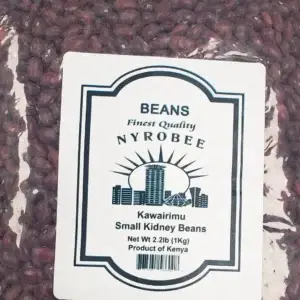 BEANS
Finest Quality
NYROBEE
Kawairimu
Small Kidney Beans
Net Wt 2.2lb (1Kg)
Product of Kenya